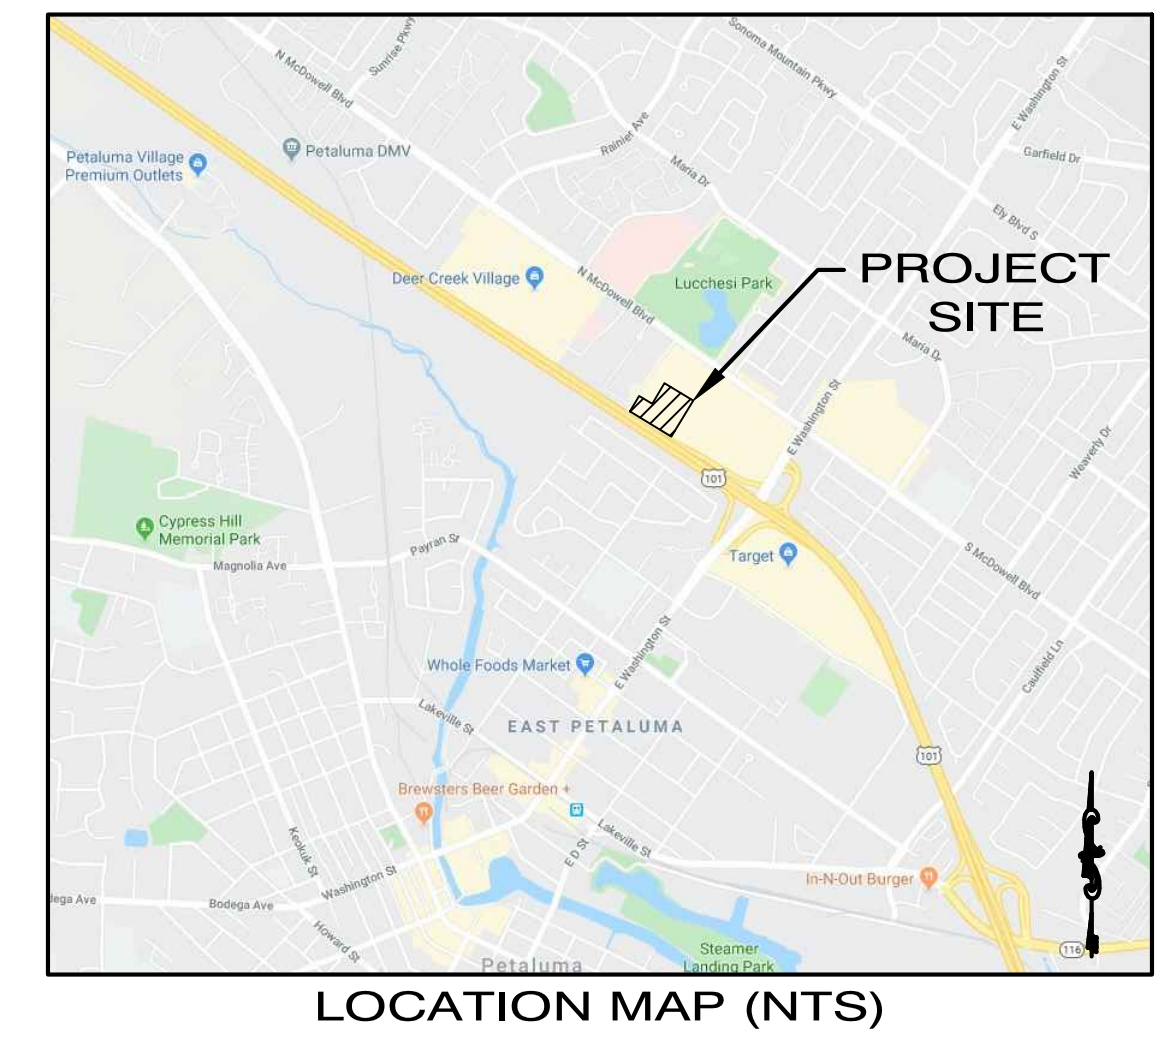 Sonoma Mountain Pkwy
E Washington St
Sunrise Pkwy
N McDowell Blvd
Rainier Ave
Garfield Dr
Petaluma DMV
Petaluma Village
Premium Outlets
Maria Dr
Ely Blvd S
Deer Creek Village
N McDowell Blvd
Lucchesi Park
PROJECT
SITE
Maria Dr
E Washington St
Weaverly Dr
101
Cypress Hill
Memorial Park
Payran Sr
Magnolia Ave
Target
S McDowell Blvd
E Washington St
Caulfield Ln
Whole Foods Market
Lakeville St
EAST PETALUMA
101
Brewsters Beer Garden +
Keokuk St
Lakeville St
E D St
Washington St
In-N-Out Burger
dega Ave
Bodega Ave
Howard St
Steamer
Landing Park
116
Petaluma
LOCATION MAP (NTS)